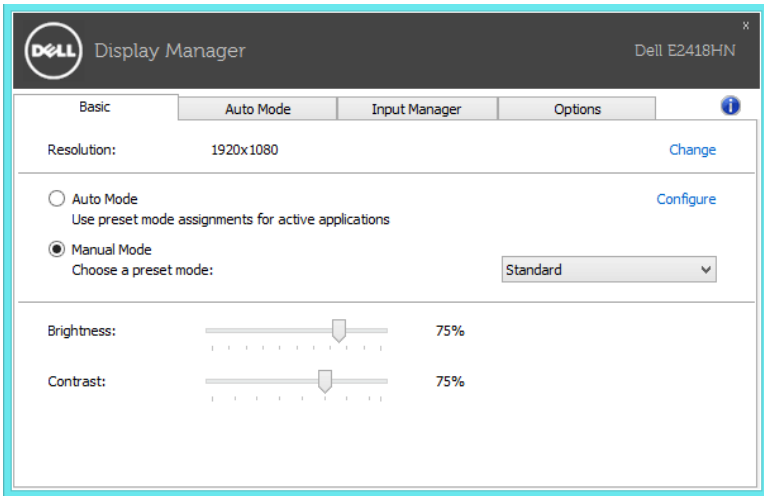 x
DELL Display Manager Dell E2418HN
Basic Auto Mode Input Manager Options i
Resolution: 1920x1080 Change
Auto Mode Configure
Use preset mode assignments for active applications
Manual Mode
Choose a preset mode: Standard
Brightness: 75%
Contrast: 75%